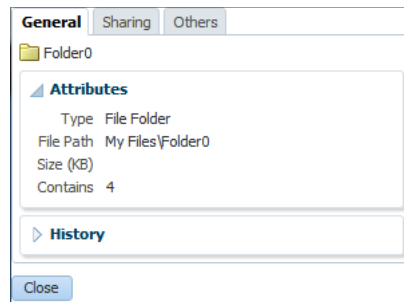 General Sharing Others
Folder0
Attributes
Type File Folder
File Path My Files\Folder0
Size (KB)
Contains 4
History
Close